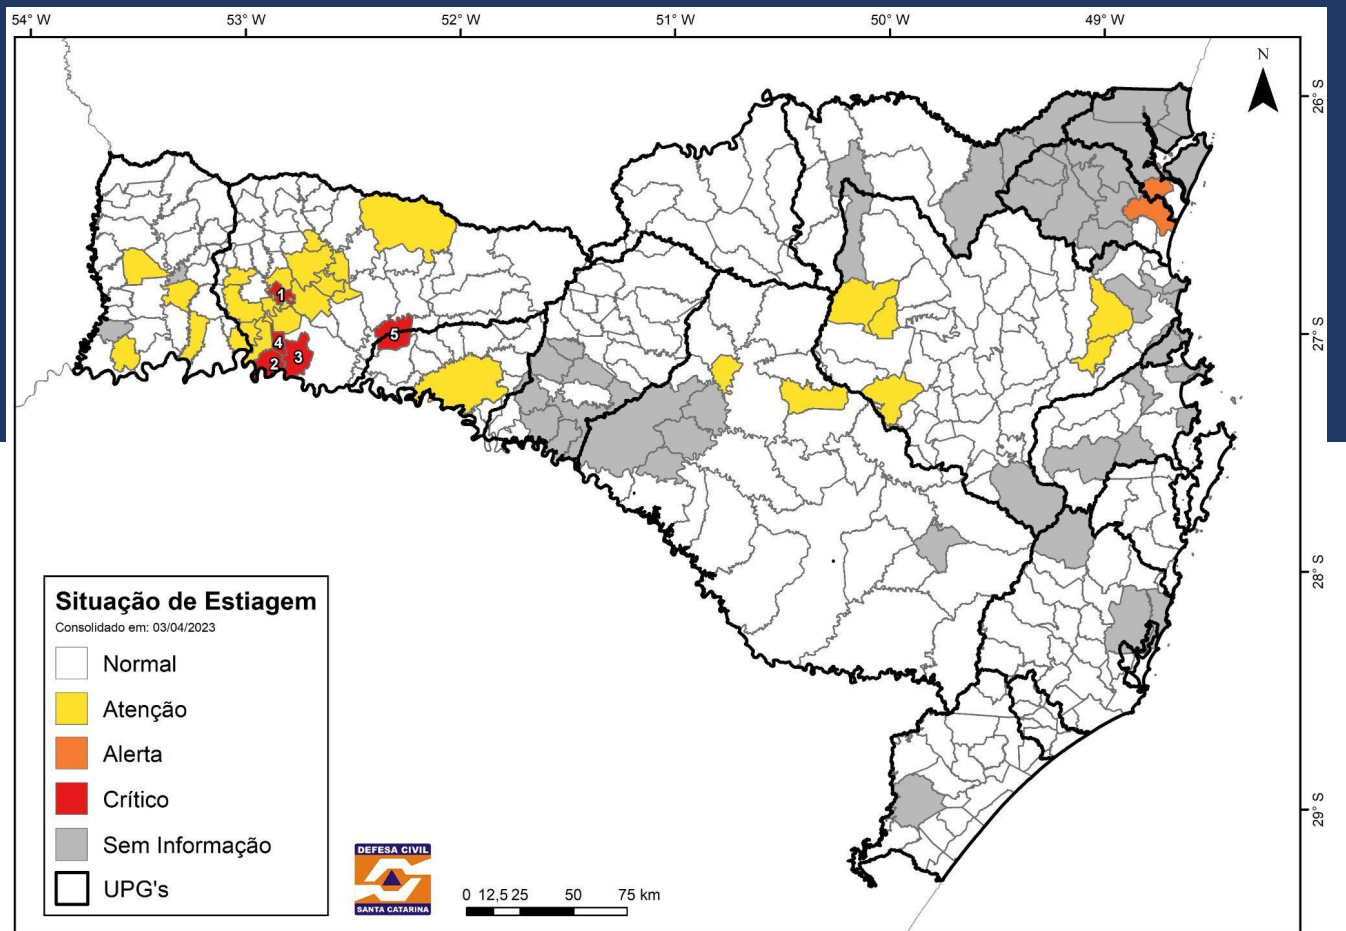 54° W 53° W 52° W 51° W 50° W 49° W
N
26° S
27° S
28° S
29° S
1
4
2
3
5
Situação de Estiagem
Consolidado em: 03/04/2023
Normal
Atenção
Alerta
Crítico
Sem Informação
UPG's
DEFESA CIVIL
SANTA CATARINA
0 12,5 25 50 75 km